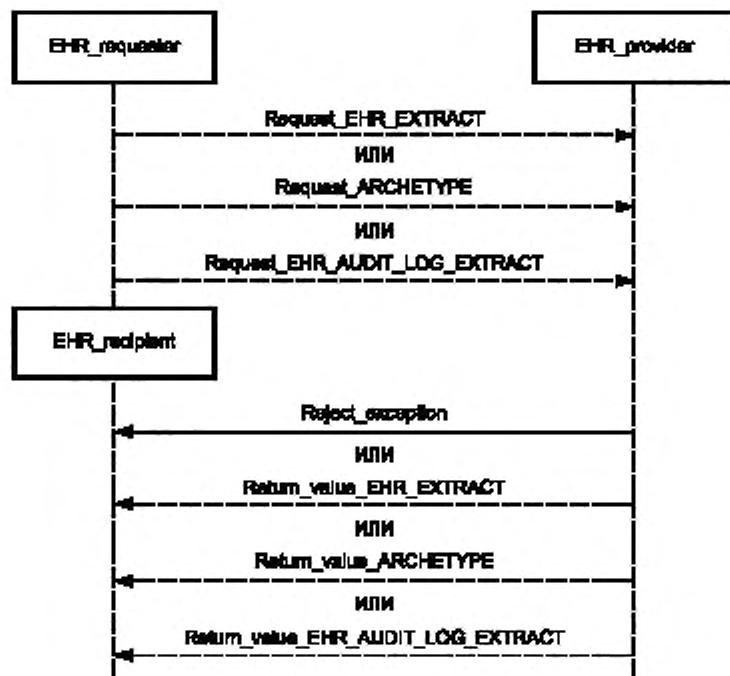 EHR_requester
EHR_provider
Request_EHR_EXTRACT
ИЛИ
Request_ARCHETYPE
ИЛИ
Request_EHR_AUDIT_LOG_EXTRACT
EHR_recipient
Reject_exception
ИЛИ
Return_value_EHR_EXTRACT
ИЛИ
Return_value_ARCHETYPE
ИЛИ
Return_value_EHR_AUDIT_LOG_EXTRACT